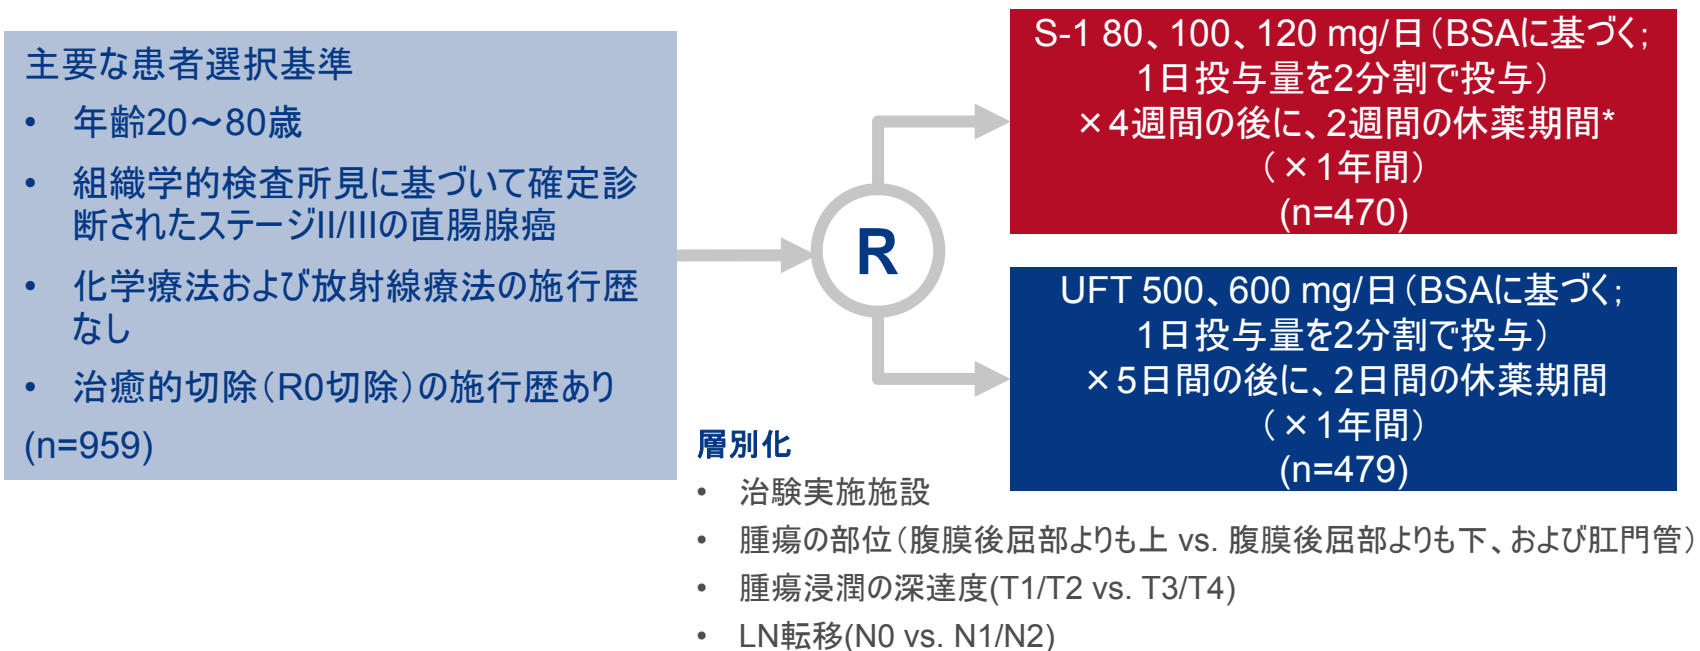 主要な患者選択基準
• 年齢20～80歳
• 組織学的検査所見に基づいて確定診
断されたステージII/IIIの直腸腺癌
• 化学療法および放射線療法の施行歴
なし
• 治癒的切除（R0切除）の施行歴あり
(n=959)
R
S-1 80、100、120 mg/日（BSAに基づく；
1日投与量を2分割で投与）
×4週間の後に、2週間の休薬期間*
（×1年間）
(n=470)
UFT 500、600 mg/日（BSAに基づく；
1日投与量を2分割で投与）
×5日間の後に、2日間の休薬期間
（×1年間）
(n=479)
層別化
• 治験実施施設
• 腫瘍の部位（腹膜後屈部よりも上 vs. 腹膜後屈部よりも下、および肛門管）
• 腫瘍浸潤の深達度(T1/T2 vs. T3/T4)
• LN転移(N0 vs. N1/N2)